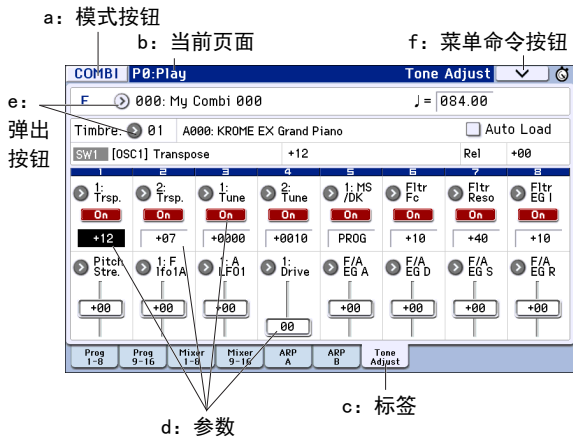 a: 模式按钮
b: 当前页面
f: 菜单命令按钮
COMBI P0:Play Tone Adjust
e:
弹出
按钮
F 000: My Combi 000 ♩= 084.00
Timbre: 01 A000: KROME EX Grand Piano Auto Load
SW1 [OSC1] Transpose +12 Rel +00
1 2 3 4 5 6 7 8
1: Trsp. 2: Trsp. 1: Tune 2: Tune 1: MS /DK Fltr Fc Fltr Reso Fltr EG I
On On On On On On On On
+12 +07 +0000 +0010 PROG +10 +40 +10
Pitch Stre. 1: F lfo1A 1: A LFO1 1: Drive F/A EG A F/A EG D F/A EG S F/A EG R
+00 +00 +00 00 +00 +00 +00 +00
Prog 1-8 Prog 9-16 Mixer 1-8 Mixer 9-16 ARP A ARP B Tone Adjust
c: 标签
d: 参数